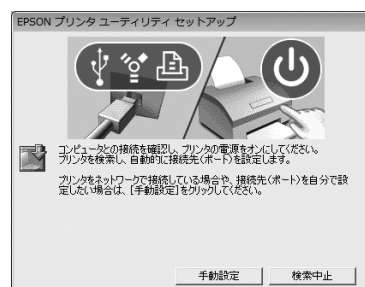 EPSON プリンタ ユーティリティ セットアップ
コンピュータとの接続を確認し、プリンタの電源をオンにしてください。
プリンタを検索し、自動的に接続先(ポート)を設定します。
プリンタをネットワークで接続している場合や、接続先(ポート)を自分で設
定したい場合は、[手動設定]をクリックしてください。
手動設定
検索中止